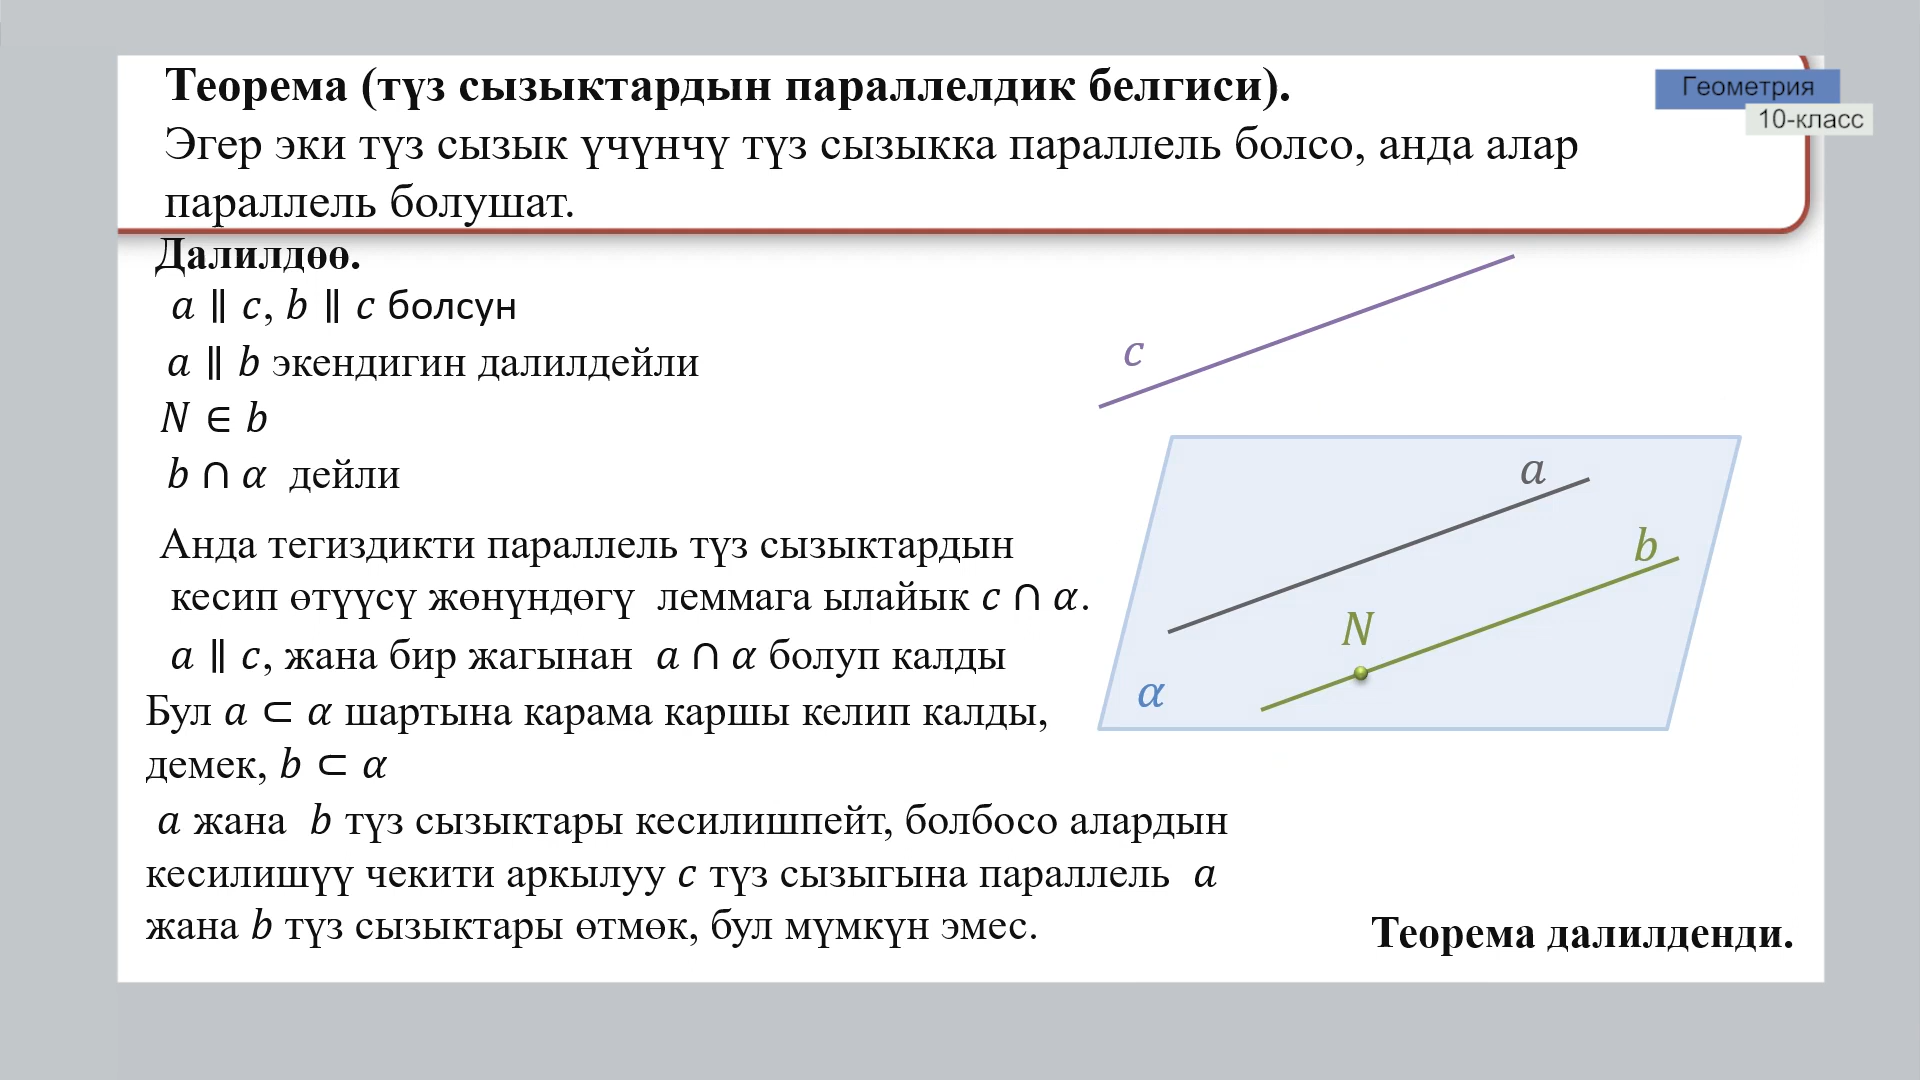 Теорема (түз сызыктардын параллелдик белгиси).
Эгер эки түз сызык үчүнчү түз сызыкка параллель болсо, анда алар
параллель болушат.
Геометрия
10-класс
Далилдөө.
a ∥ c, b ∥ c болсун
a ∥ b экендигин далилдейли
N ∈ b
b ∩ α дейли
Анда тегиздикти параллель түз сызыктардын
кесип өтүүсү жөнүндөгү леммага ылайык c ∩ α.
a ∥ c, жана бир жагынан a ∩ α болуп калды
Бул a ⊂ α шартына карама каршы келип калды,
демек, b ⊂ α
a жана b түз сызыктары кесилишпейт, болбосо алардын
кесилишүү чекити аркылуу c түз сызыгына параллель a
жана b түз сызыктары өтмөк, бул мүмкүн эмес.
c
a
b
N
α
Теорема далилденди.